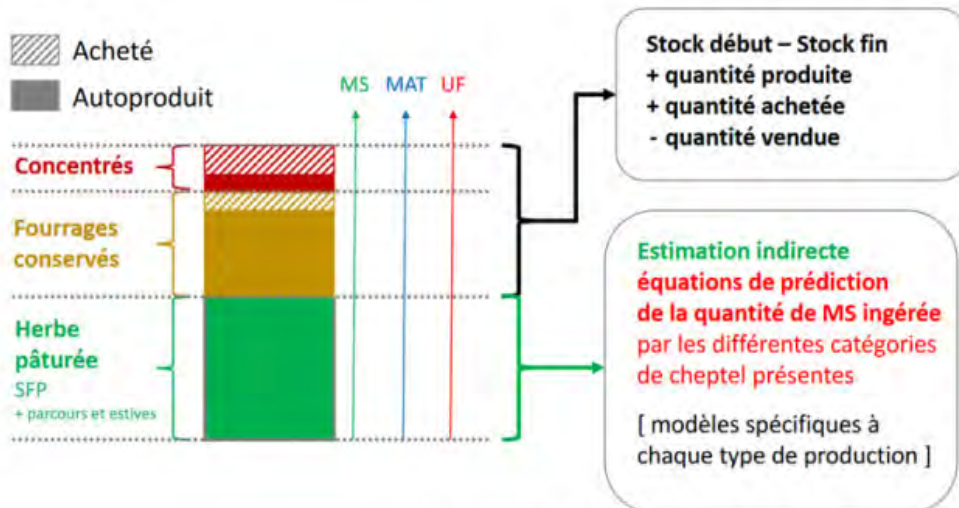 Acheté
Autoproduit
MS MAT UF
Concentrés
Fourrages
conservés
Herbe
pâturée
SFP
+ parcours et estives
Stock début – Stock fin
+ quantité produite
+ quantité achetée
- quantité vendue
Estimation indirecte
équations de prédiction
de la quantité de MS ingérée
par les différentes catégories
de cheptel présentes
[ modèles spécifiques à
chaque type de production ]